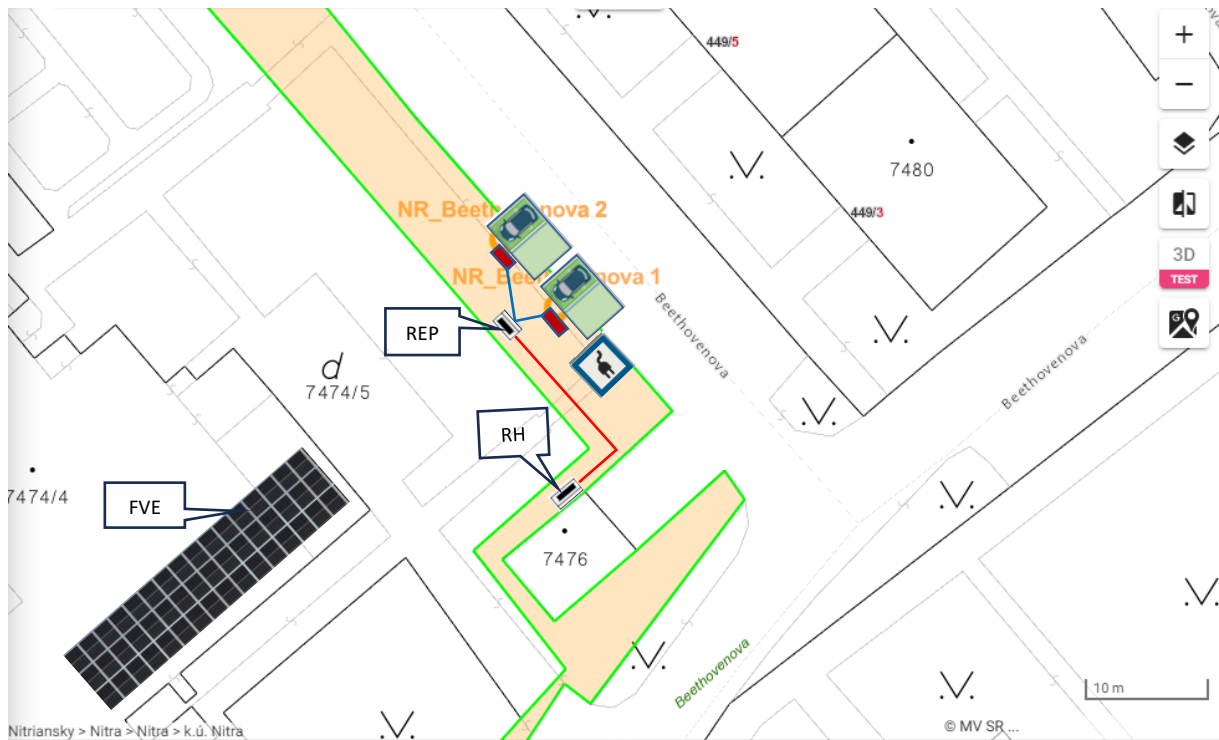 449/5
+
−
7480
449/3
3D
TEST
G
NR_Beethovenova 2
NR_Beethovenova 1
Beethovenova
REP
d
7474/5
Beethovenova
RH
7474/4
FVE
7476
Beethovenova
10 m
Nitriansky > Nitra > Nitra > k.ú. Nitra
© MV SR ...